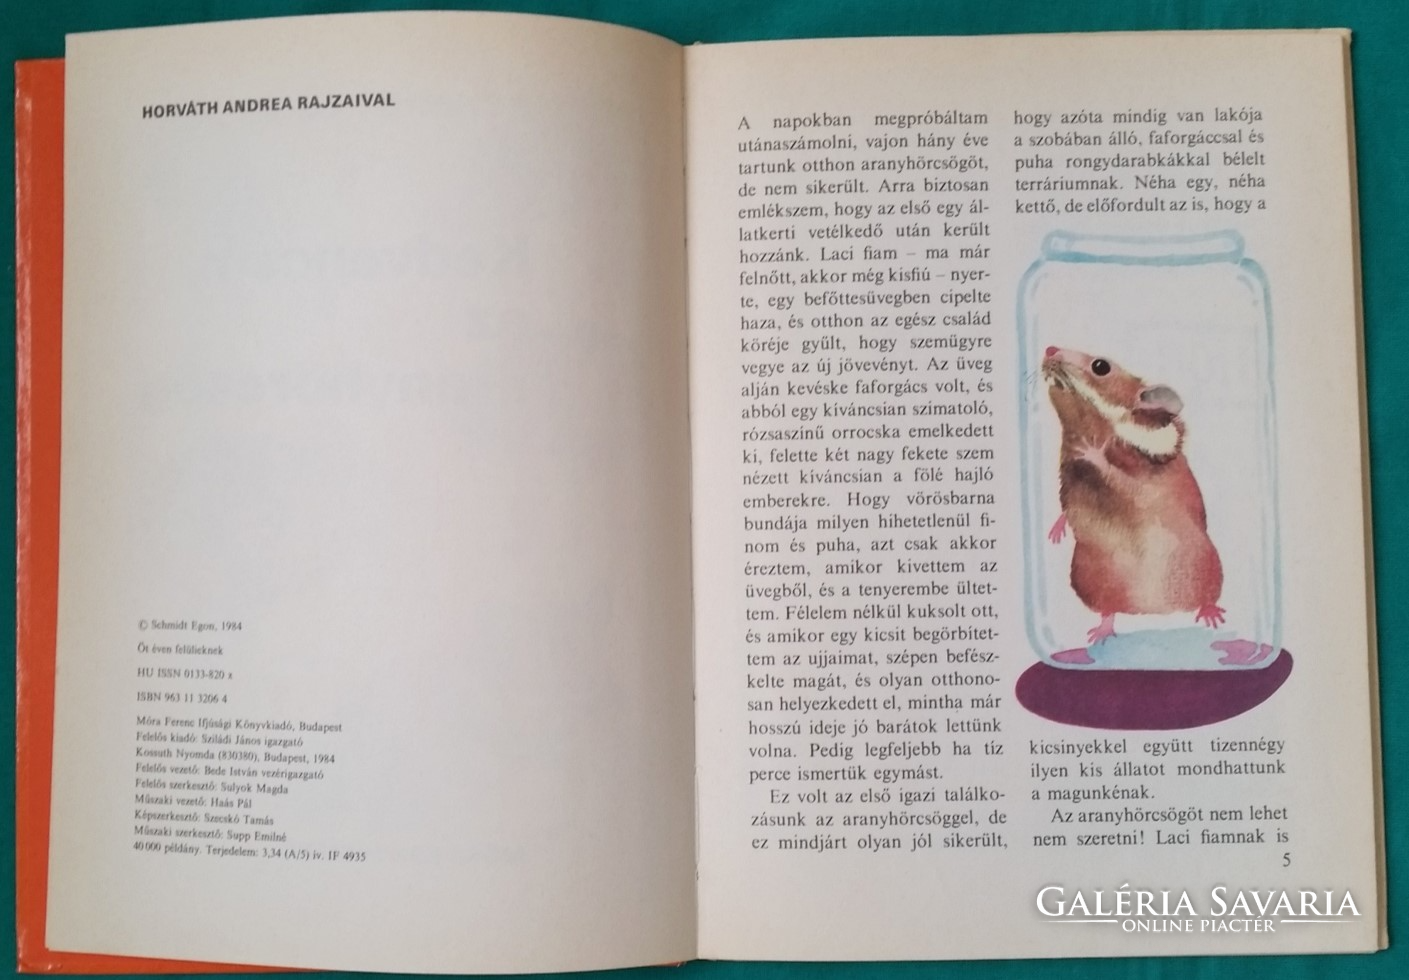 HORVÁTH ANDREA RAJZAIVAL
© Schmidt Egon, 1984
Öt éven felülieknek
HU ISSN 0133-820 x
ISBN 963 11 3206 4
Móra Ferenc Ifjúsági Könyvkiadó, Budapest
Felelős kiadó: Sziládi János igazgató
Kossuth Nyomda (830380), Budapest, 1984
Felelős vezető: Bede István vezérigazgató
Felelős szerkesztő: Sulyok Magda
Műszaki vezető: Haás Pál
Képszerkesztő: Szecskó Tamás
Műszaki szerkesztő: Supp Emilné
40 000 példány. Terjedelem: 3,34 (A/5) ív. IF 4935
A napokban megpróbáltam
utánaszámolni, vajon hány éve
tartunk otthon aranyhörcsögöt,
de nem sikerült. Arra biztosan
emlékszem, hogy az első egy ál-
latkerti vetélkedő után került
hozzánk. Laci fiam – ma már
felnőtt, akkor még kisfiú – nyer-
te, egy befőttesüvegben cipelte
haza, és otthon az egész család
köréje gyűlt, hogy szemügyre
vegye az új jövevényt. Az üveg
alján kevéske faforgács volt, és
abból egy kíváncsian szimatoló,
rózsaszínű orrocska emelkedett
ki, felette két nagy fekete szem
nézett kíváncsian a fölé hajló
emberekre. Hogy vörösbarna
bundája milyen hihetetlenül fi-
nom és puha, azt csak akkor
éreztem, amikor kivettem az
üvegből, és a tenyerembe ültet-
tem. Félelem nélkül kuksolt ott,
és amikor egy kicsit begörbítet-
tem az ujjaimat, szépen befész-
kelte magát, és olyan otthono-
san helyezkedett el, mintha már
hosszú ideje jó barátok lettünk
volna. Pedig legfeljebb ha tíz
perce ismertük egymást.
Ez volt az első igazi találko-
zásunk az aranyhörcsöggel, de
ez mindjárt olyan jól sikerült,
hogy azóta mindig van lakója
a szobában álló, faforgáccsal és
puha rongydarabkákkal bélelt
terráriumnak. Néha egy, néha
kettő, de előfordult az is, hogy a
kicsinyekkel együtt tizennégy
ilyen kis állatot mondhattunk
a magunkénak.
Az aranyhörcsögöt nem lehet
nem szeretni! Laci fiamnak is
5
GALÉRIA SAVARIA
ONLINE PIACTÉR